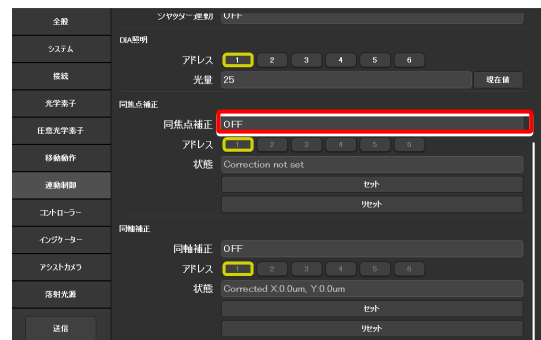 全般
システム
接続
光学素子
任意光学素子
移動動作
連動制御
コントローラー
インジケーター
アシストカメラ
落射光源
送信
シャッター連動 OFF
DIA照明
アドレス 1 2 3 4 5 6
光量 25 現在値
同焦点補正
同焦点補正 OFF
アドレス 1 2 3 4 5 6
状態 Correction not set
セット
リセット
同軸補正
同軸補正 OFF
アドレス 1 2 3 4 5 6
状態 Corrected X:0.0um, Y:0.0um
セット
リセット